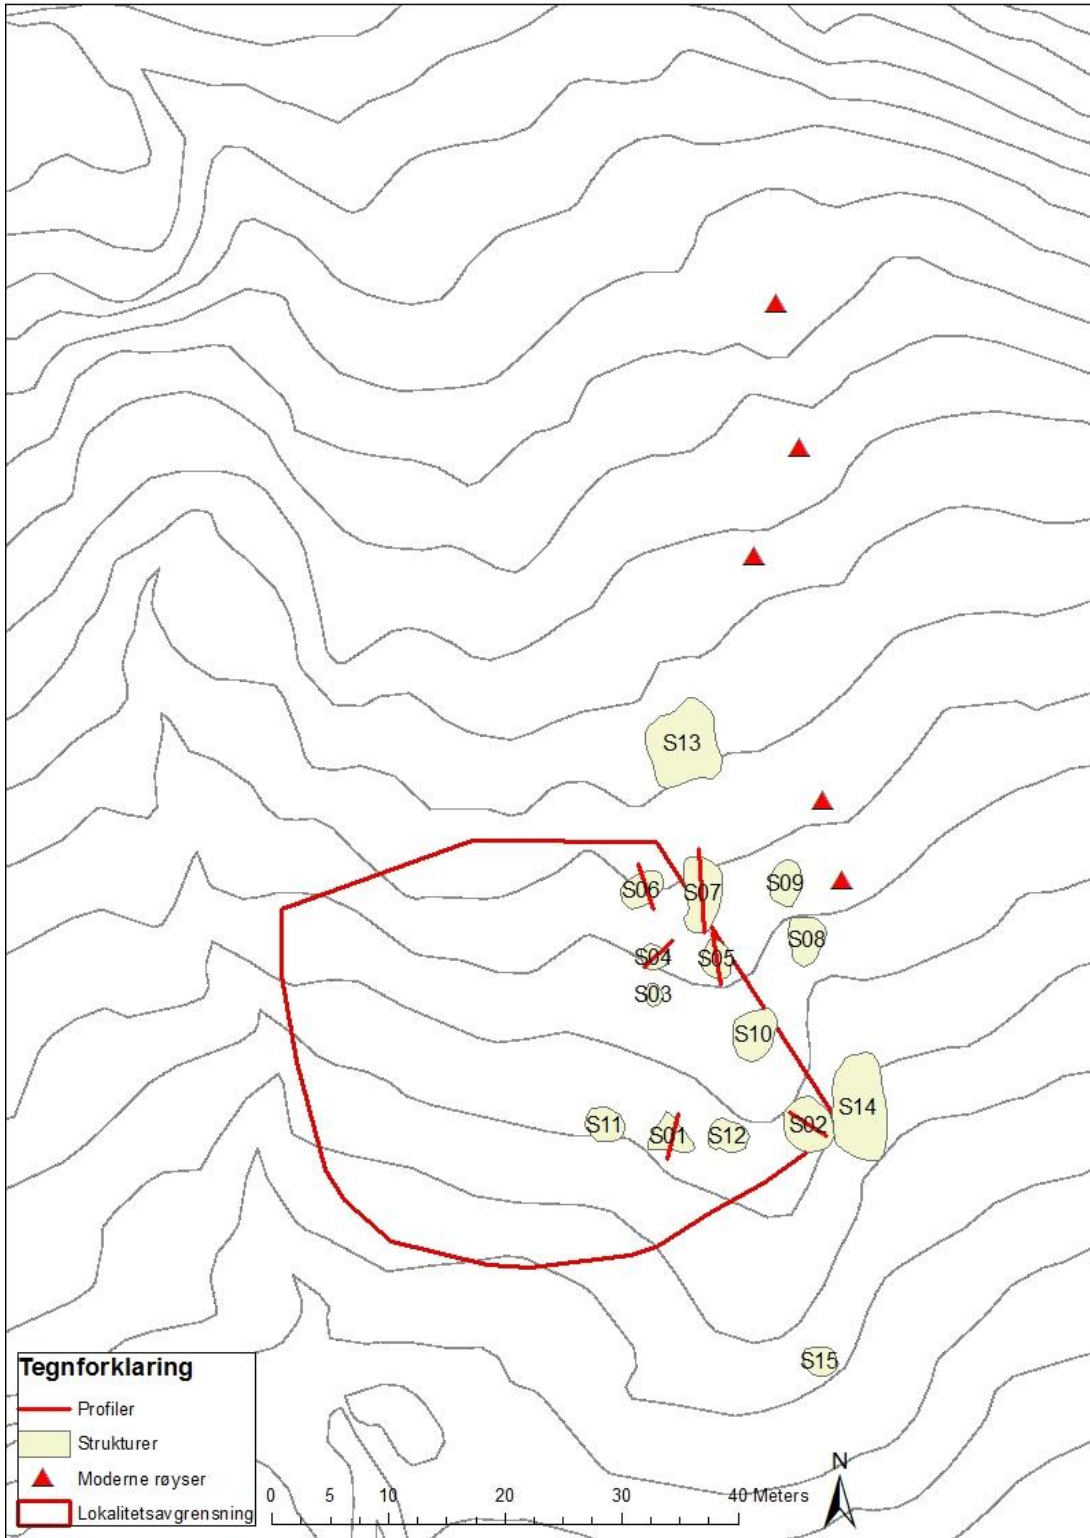 S13
S06
S07
S09
S08
S04
S05
S03
S10
S14
S11
S01
S12
S02
S15
Tegnforklaring
Profiler
Strukturer
Moderne røyser
Lokalitetsavgrensning
0 5 10 20 30 40 Meters
N